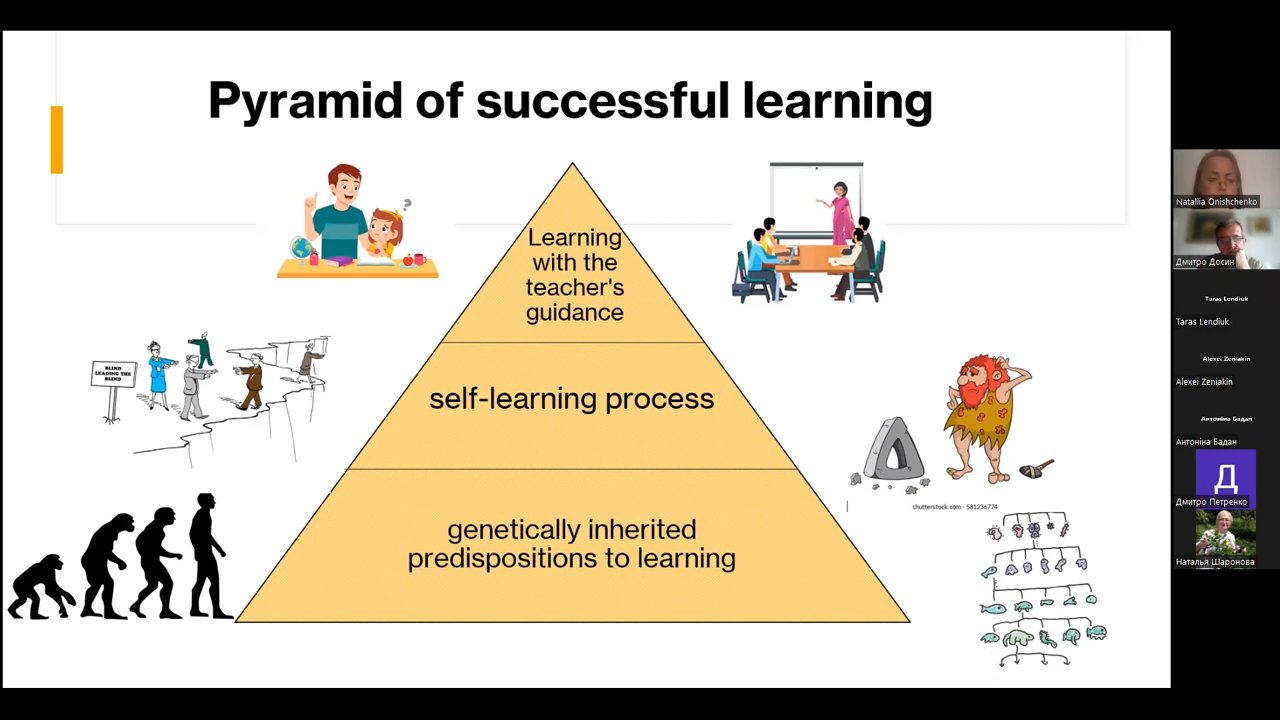 Pyramid of successful learning
?
Learning
with the
teacher's
guidance
BLIND
LEADING THE
BLIND
self-learning process
shutterstock.com - 581236774
genetically inherited
predispositions to learning
Nataliia Onishchenko
Дмитро Досин
Taras Lendiuk
Taras Lendiuk
Alexei Zeniakin
Alexei Zeniakin
Антоніна Бадан
Антоніна Бадан
Д
Дмитро Петренко
Наталья Шаронова